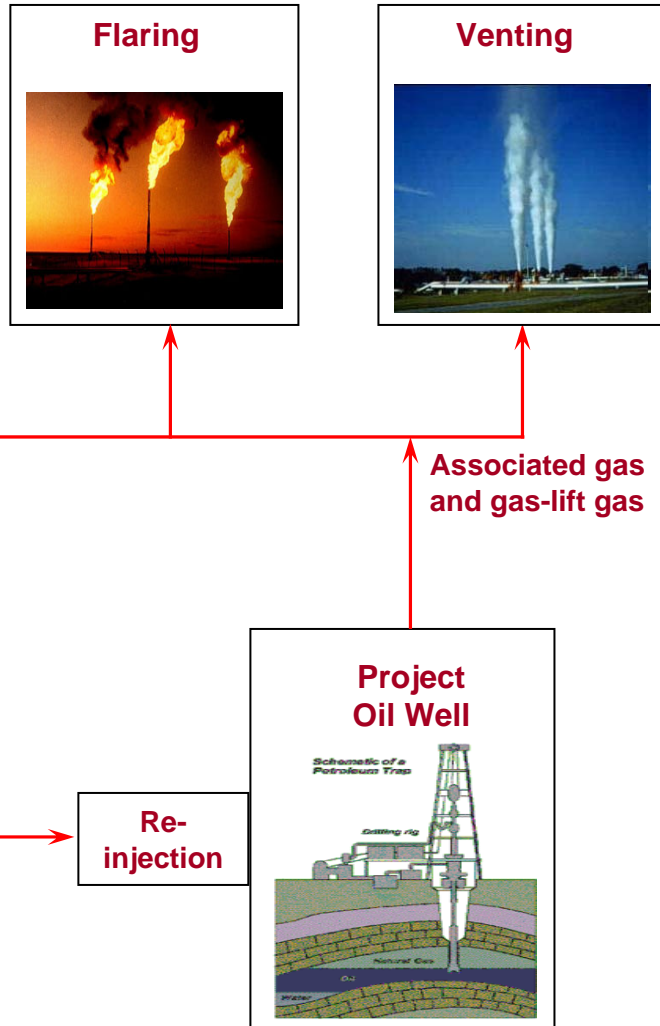 Flaring
Venting
Associated gas
and gas-lift gas
Project
Oil Well
Schematic of a
Petroleum Trap
Drilling rig
Re-
injection
Natural Gas
Oil
Water